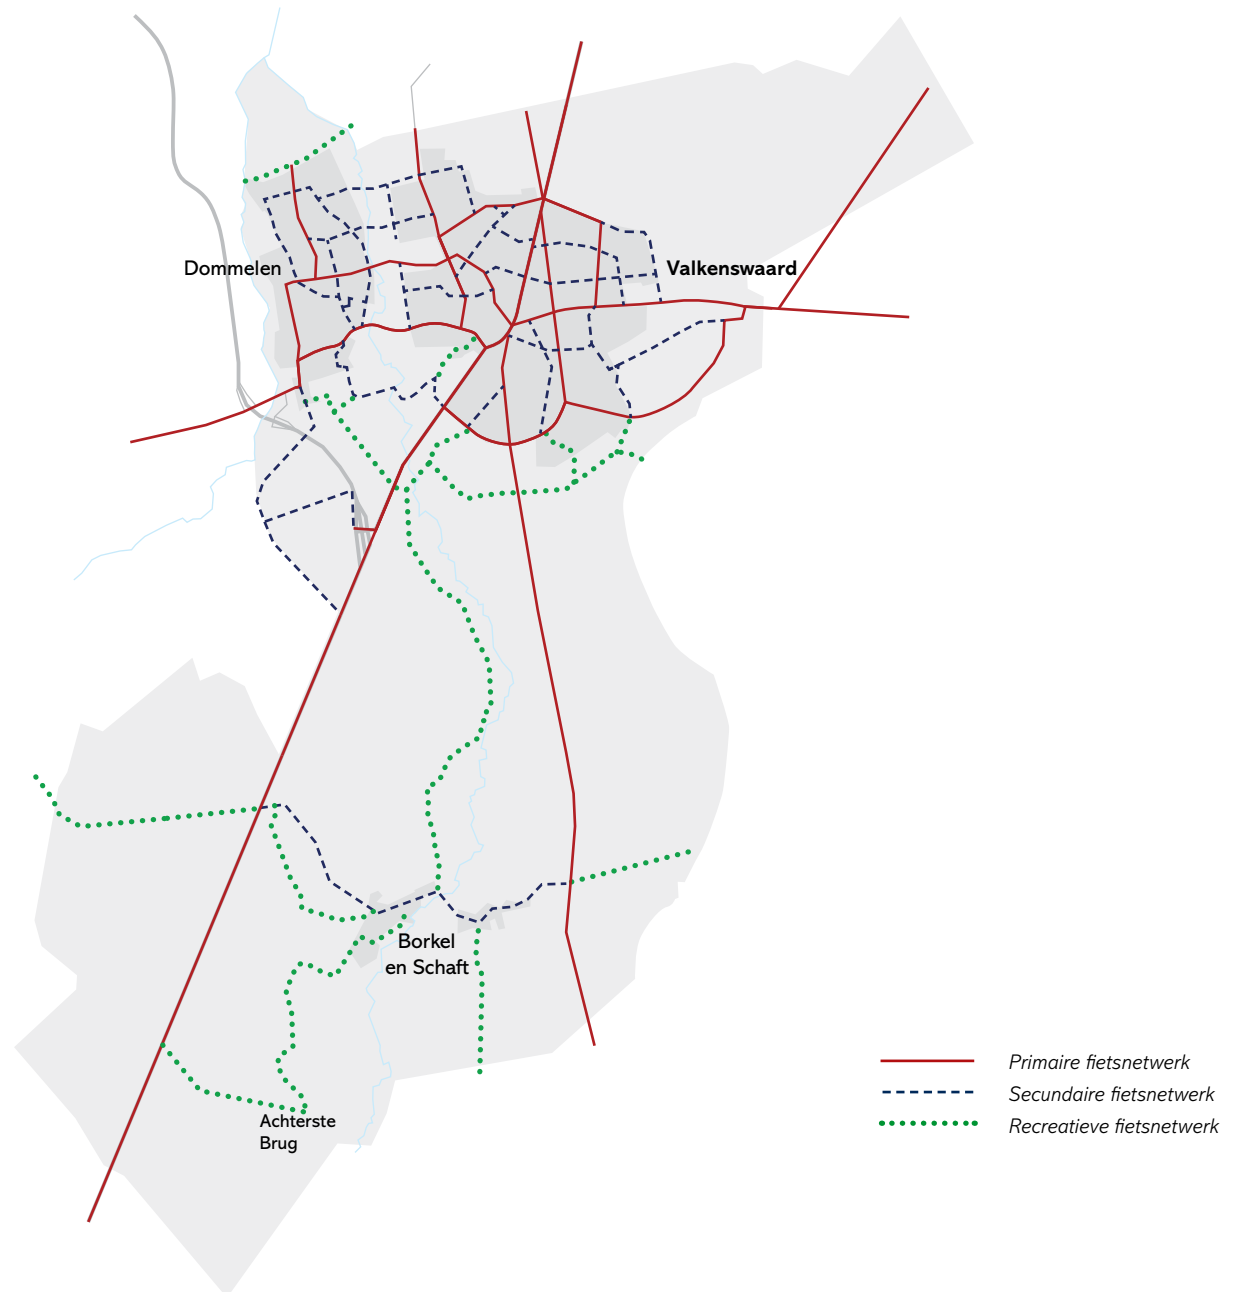 Dommelen
Valkenswaard
Borkel
en Schaft
Achterste
Brug
Primaire fietsnetwerk
Secundaire fietsnetwerk
Recreatieve fietsnetwerk